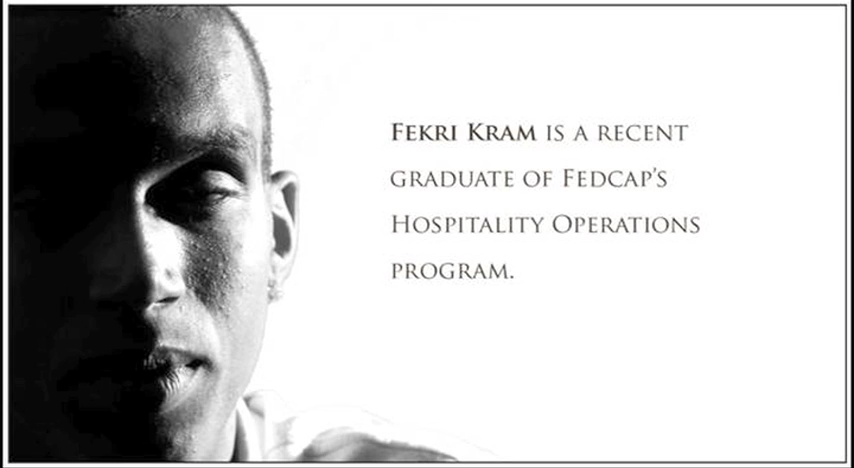 Fekri Kram is a recent
graduate of Fedcap's
Hospitality Operations
program.